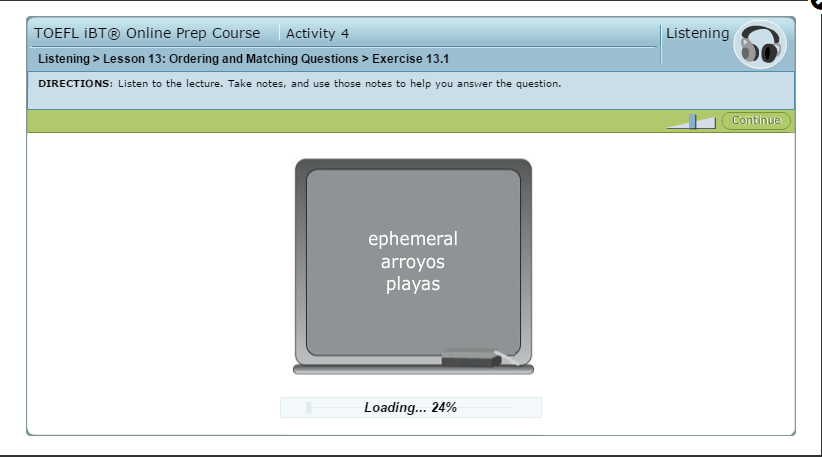 TOEFL iBT® Online Prep Course Activity 4 Listening
Listening > Lesson 13: Ordering and Matching Questions > Exercise 13.1
DIRECTIONS: Listen to the lecture. Take notes, and use those notes to help you answer the question.
Continue
ephemeral
arroyos
playas
Loading... 24%